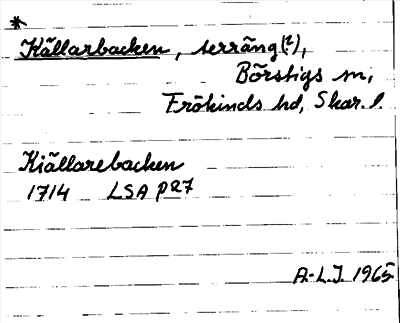 *
Källarbacken, terräng(?),
Börstigs sn,
Frökinds hd, Skar. l.
Kiällarebacken
1714 LSA P27
A.L.J. 1965